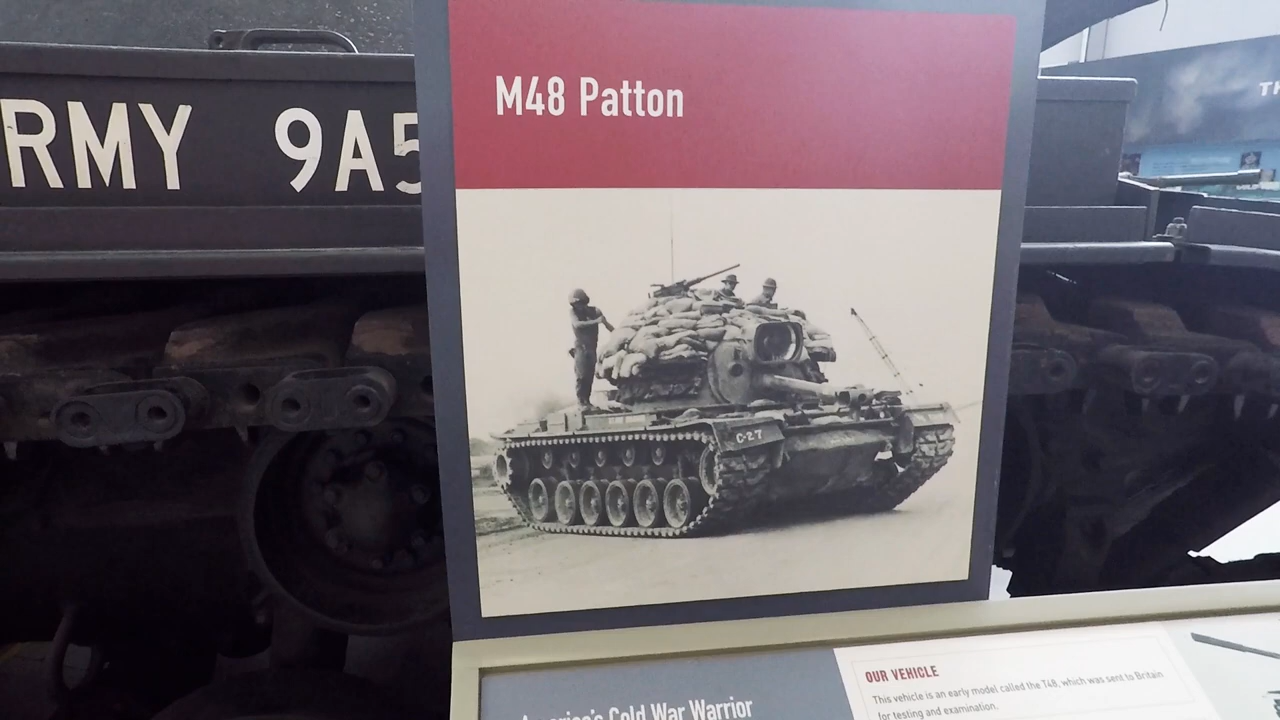 RMY 9A5
M48 Patton
C-27
America's Cold War Warrior
OUR VEHICLE
This vehicle is an early model called the T48, which was sent to Britain
for testing and examination.
TH